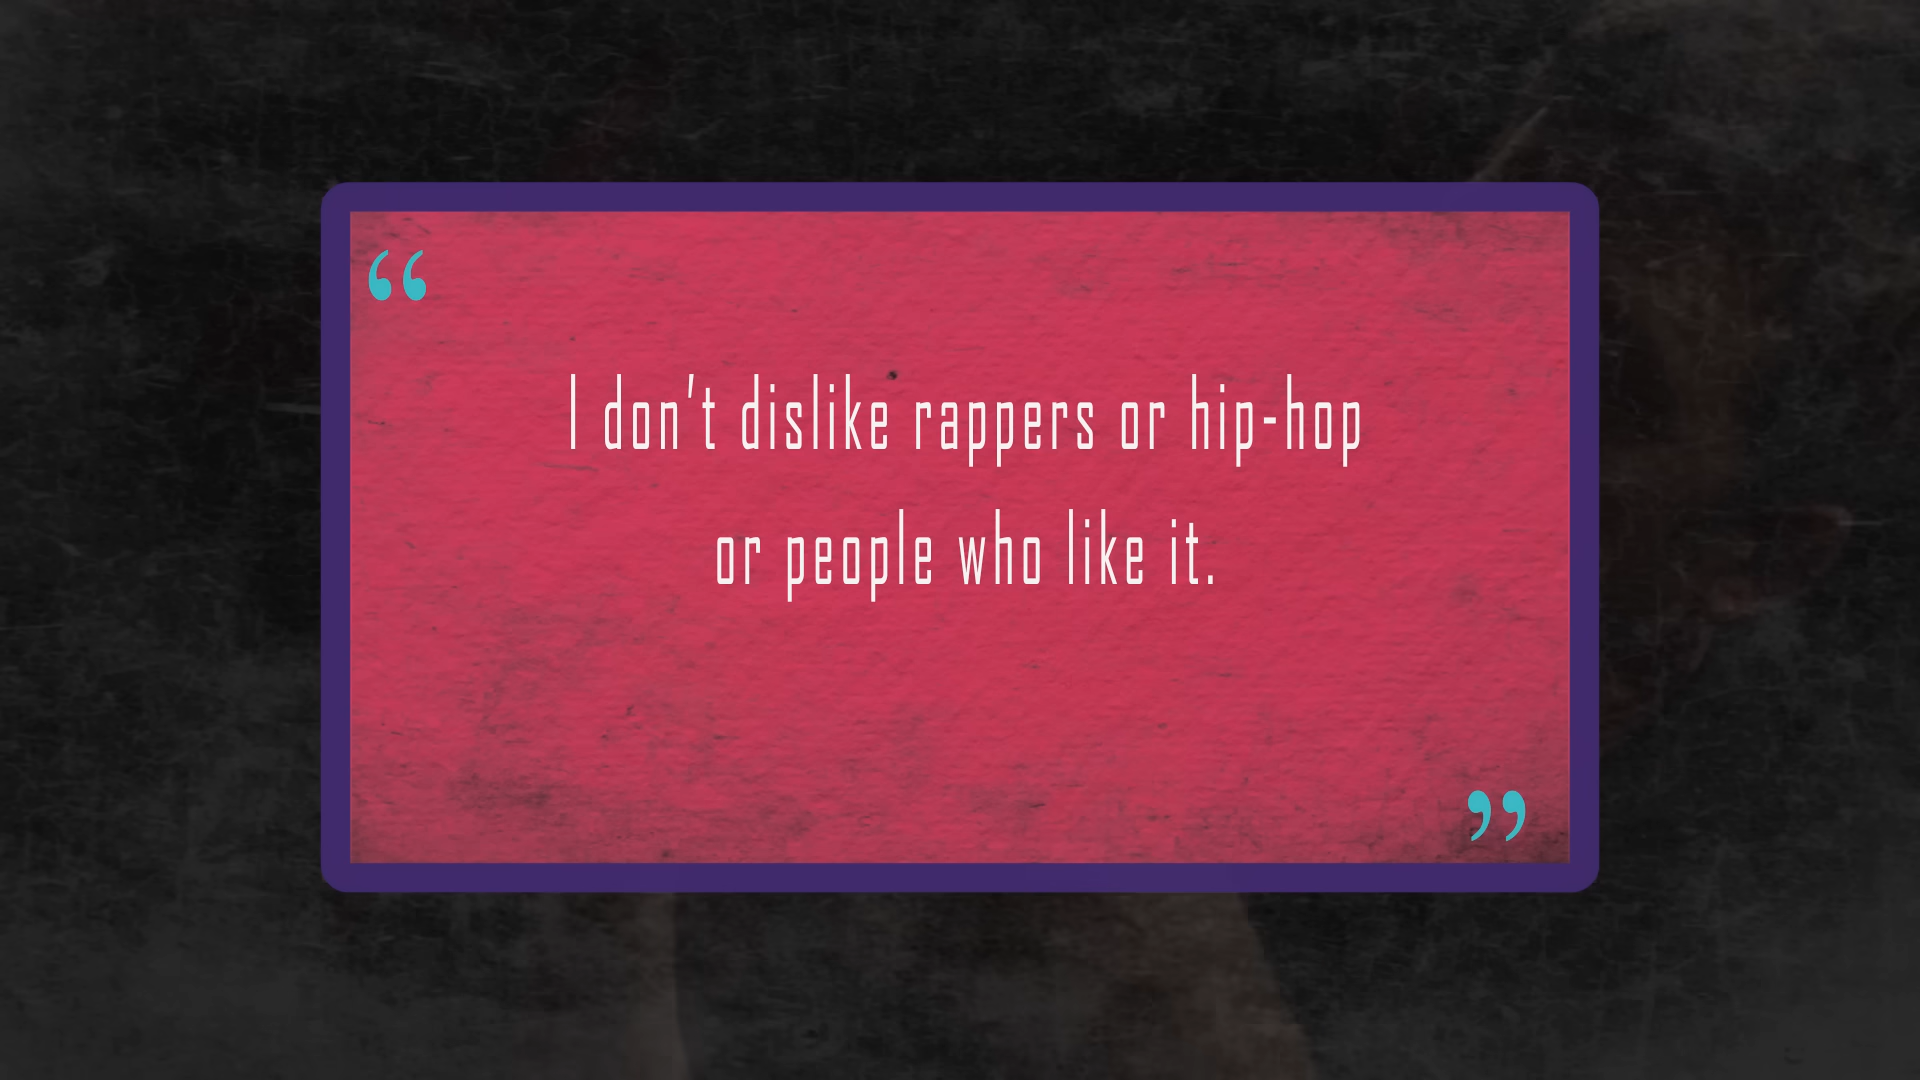 “
I don't dislike rappers or hip-hop
or people who like it.
”